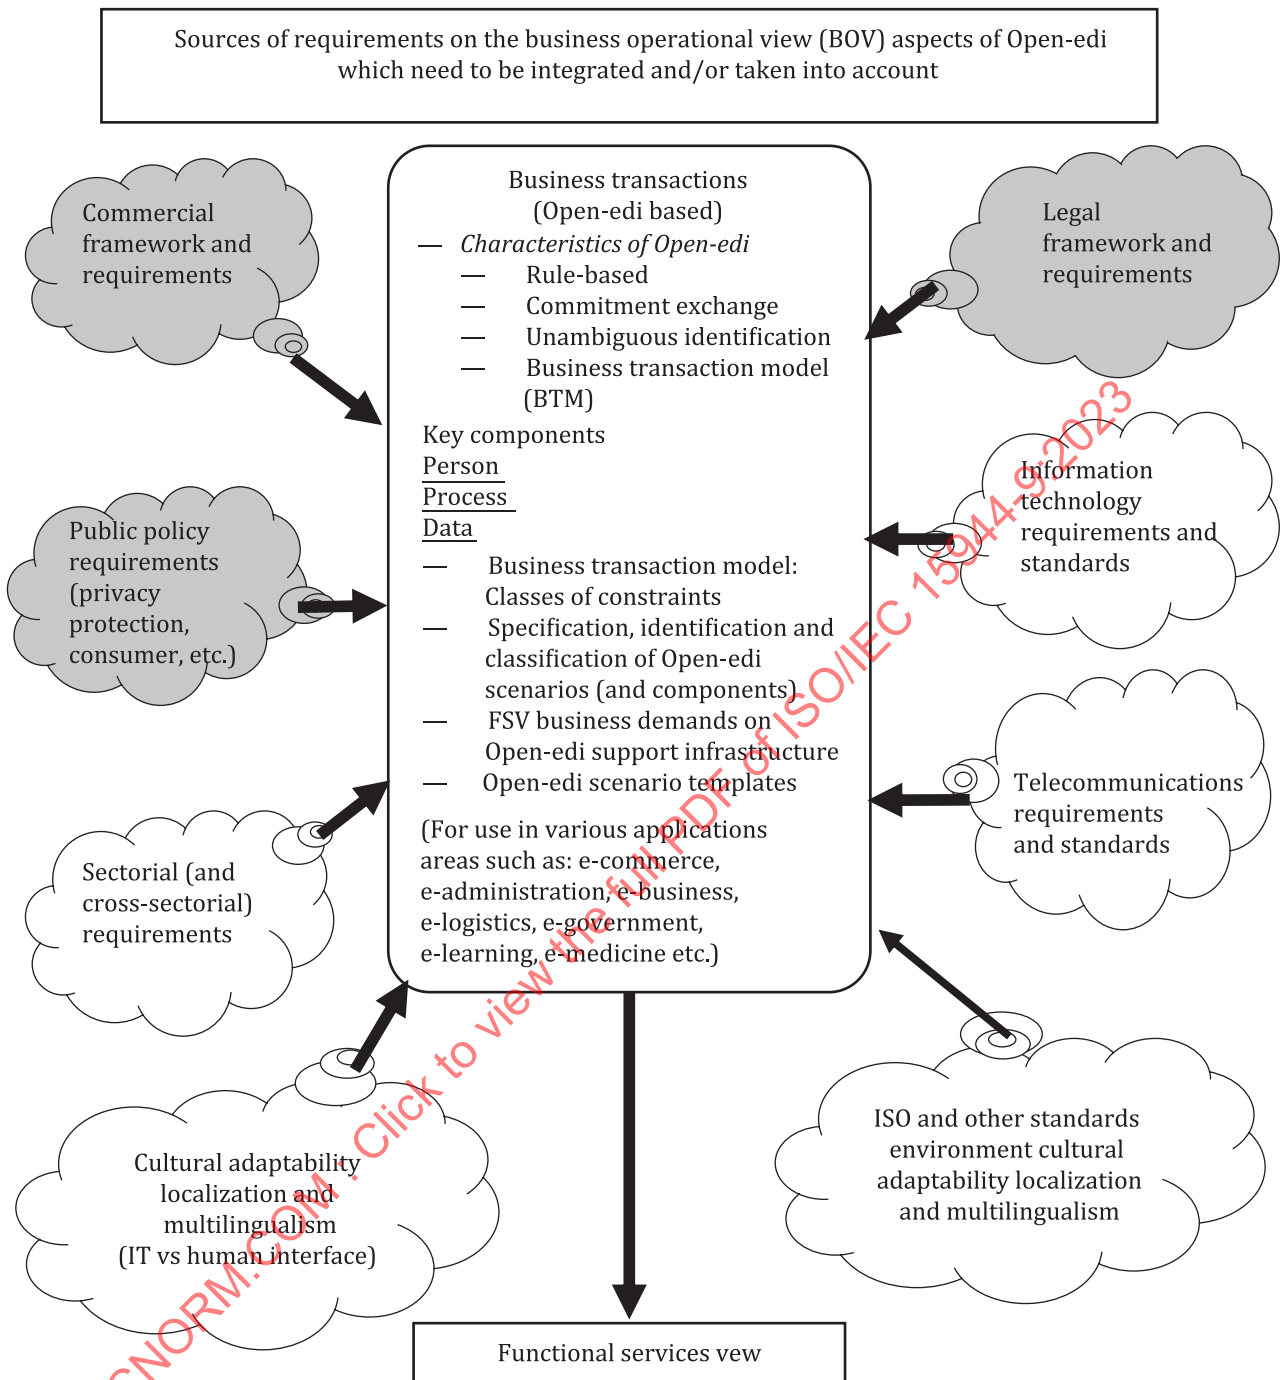 Sources of requirements on the business operational view (BOV) aspects of Open-edi
which need to be integrated and/or taken into account
Commercial
framework and
requirements
Public policy
requirements
(privacy
protection,
consumer, etc.)
Sectorial (and
cross-sectorial)
requirements
Cultural adaptability
localization and
multilingualism
(IT vs human interface)
Business transactions
(Open-edi based)
— Characteristics of Open-edi
— Rule-based
— Commitment exchange
— Unambiguous identification
— Business transaction model
(BTM)
Key components
Person
Process
Data
— Business transaction model:
Classes of constraints
— Specification, identification and
classification of Open-edi
scenarios (and components)
— FSV business demands on
Open-edi support infrastructure
— Open-edi scenario templates
(For use in various applications
areas such as: e-commerce,
e-administration, e-business,
e-logistics, e-government,
e-learning, e-medicine etc.)
Legal
framework and
requirements
Information
technology
requirements and
standards
Telecommunications
requirements
and standards
ISO and other standards
environment cultural
adaptability localization
and multilingualism
Functional services vew
CNORM.COM : Click to view the full PDF of ISO/IEC 15944-9:2023